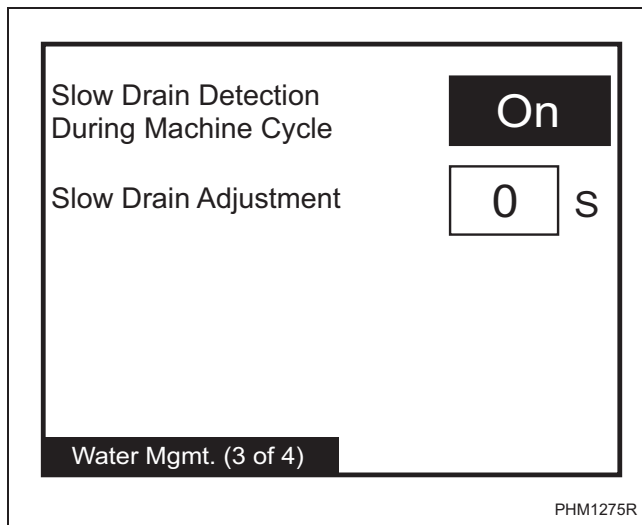 Slow Drain Detection
During Machine Cycle
On
Slow Drain Adjustment
0 S
Water Mgmt. (3 of 4)
PHM1275R